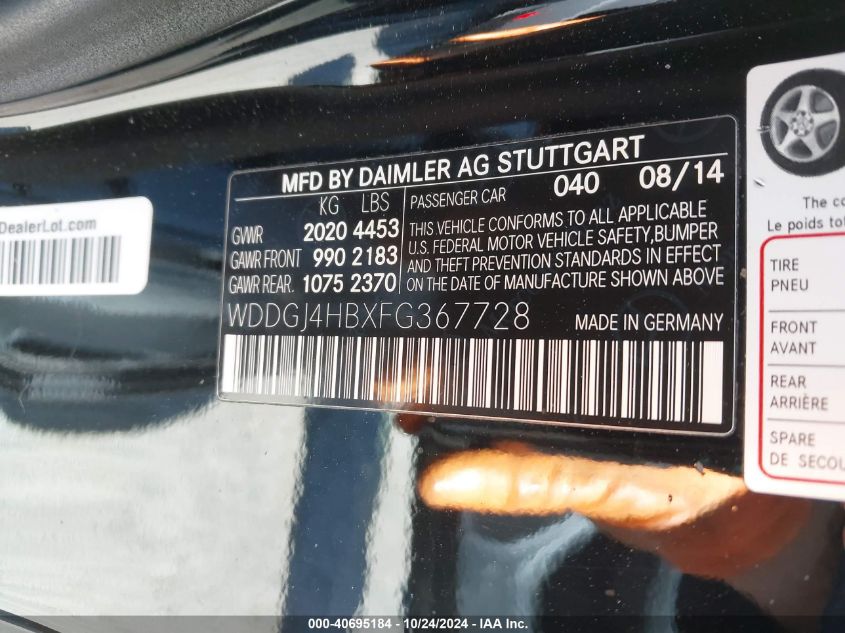 DealerLot.com
MFD BY DAIMLER AG STUTTGART
KG LBS
GVWR 2020 4453
GAWR FRONT 990 2183
GAWR REAR. 1075 2370
PASSENGER CAR 040 08/14
THIS VEHICLE CONFORMS TO ALL APPLICABLE
U.S. FEDERAL MOTOR VEHICLE SAFETY,BUMPER
AND THEFT PREVENTION STANDARDS IN EFFECT
ON THE DATE OF MANUFACTURE SHOWN ABOVE
WDDGJ4HBXFG367728 MADE IN GERMANY
The
Le poids
TIRE
PNEU
FRONT
AVANT
REAR
ARRIÈRE
SPARE
DE
000-40695184 - 10/24/2024 - IAA Inc.